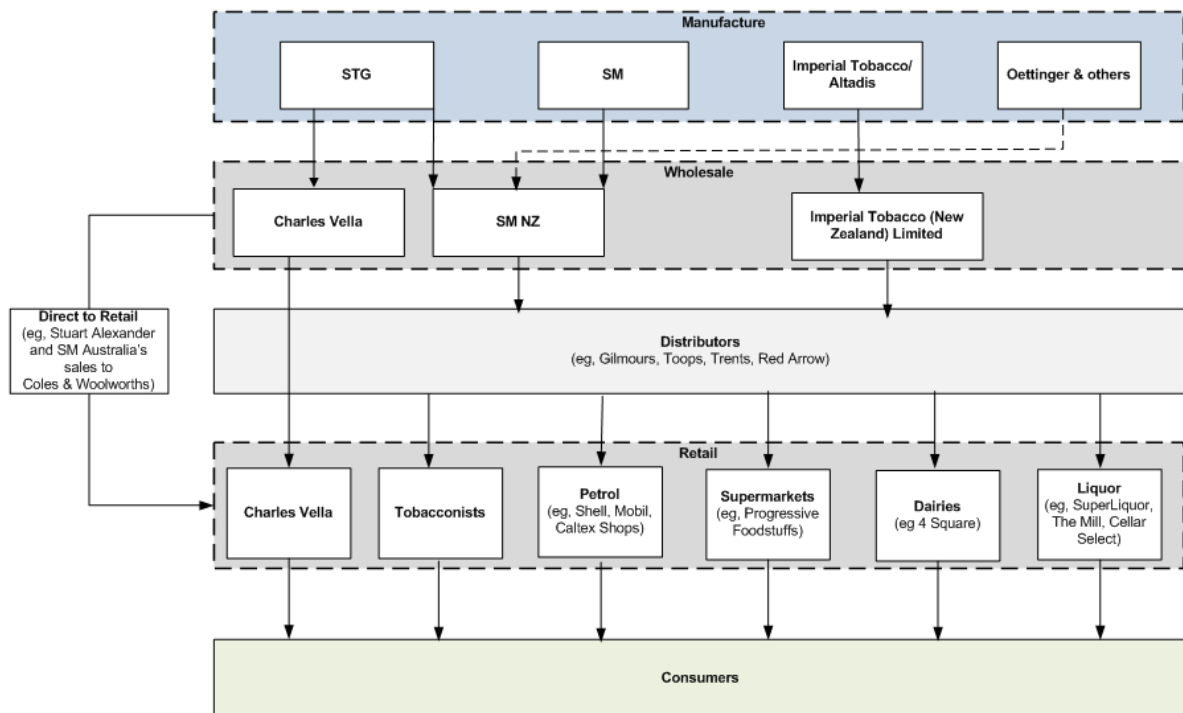 Manufacture
STG
SM
Imperial Tobacco/
Altadis
Oettinger & others
Wholesale
Charles Vella
SM NZ
Imperial Tobacco (New
Zealand) Limited
Direct to Retail
(eg, Stuart Alexander
and SM Australia's
sales to
Coles & Woolworths)
Distributors
(eg, Gilmours, Toops, Trents, Red Arrow)
Retail
Charles Vella
Tobacconists
Petrol
(eg, Shell, Mobil,
Caltex Shops)
Supermarkets
(eg, Progressive
Foodstuffs)
Dairies
(eg 4 Square)
Liquor
(eg, SuperLiquor,
The Mill, Cellar
Select)
Consumers